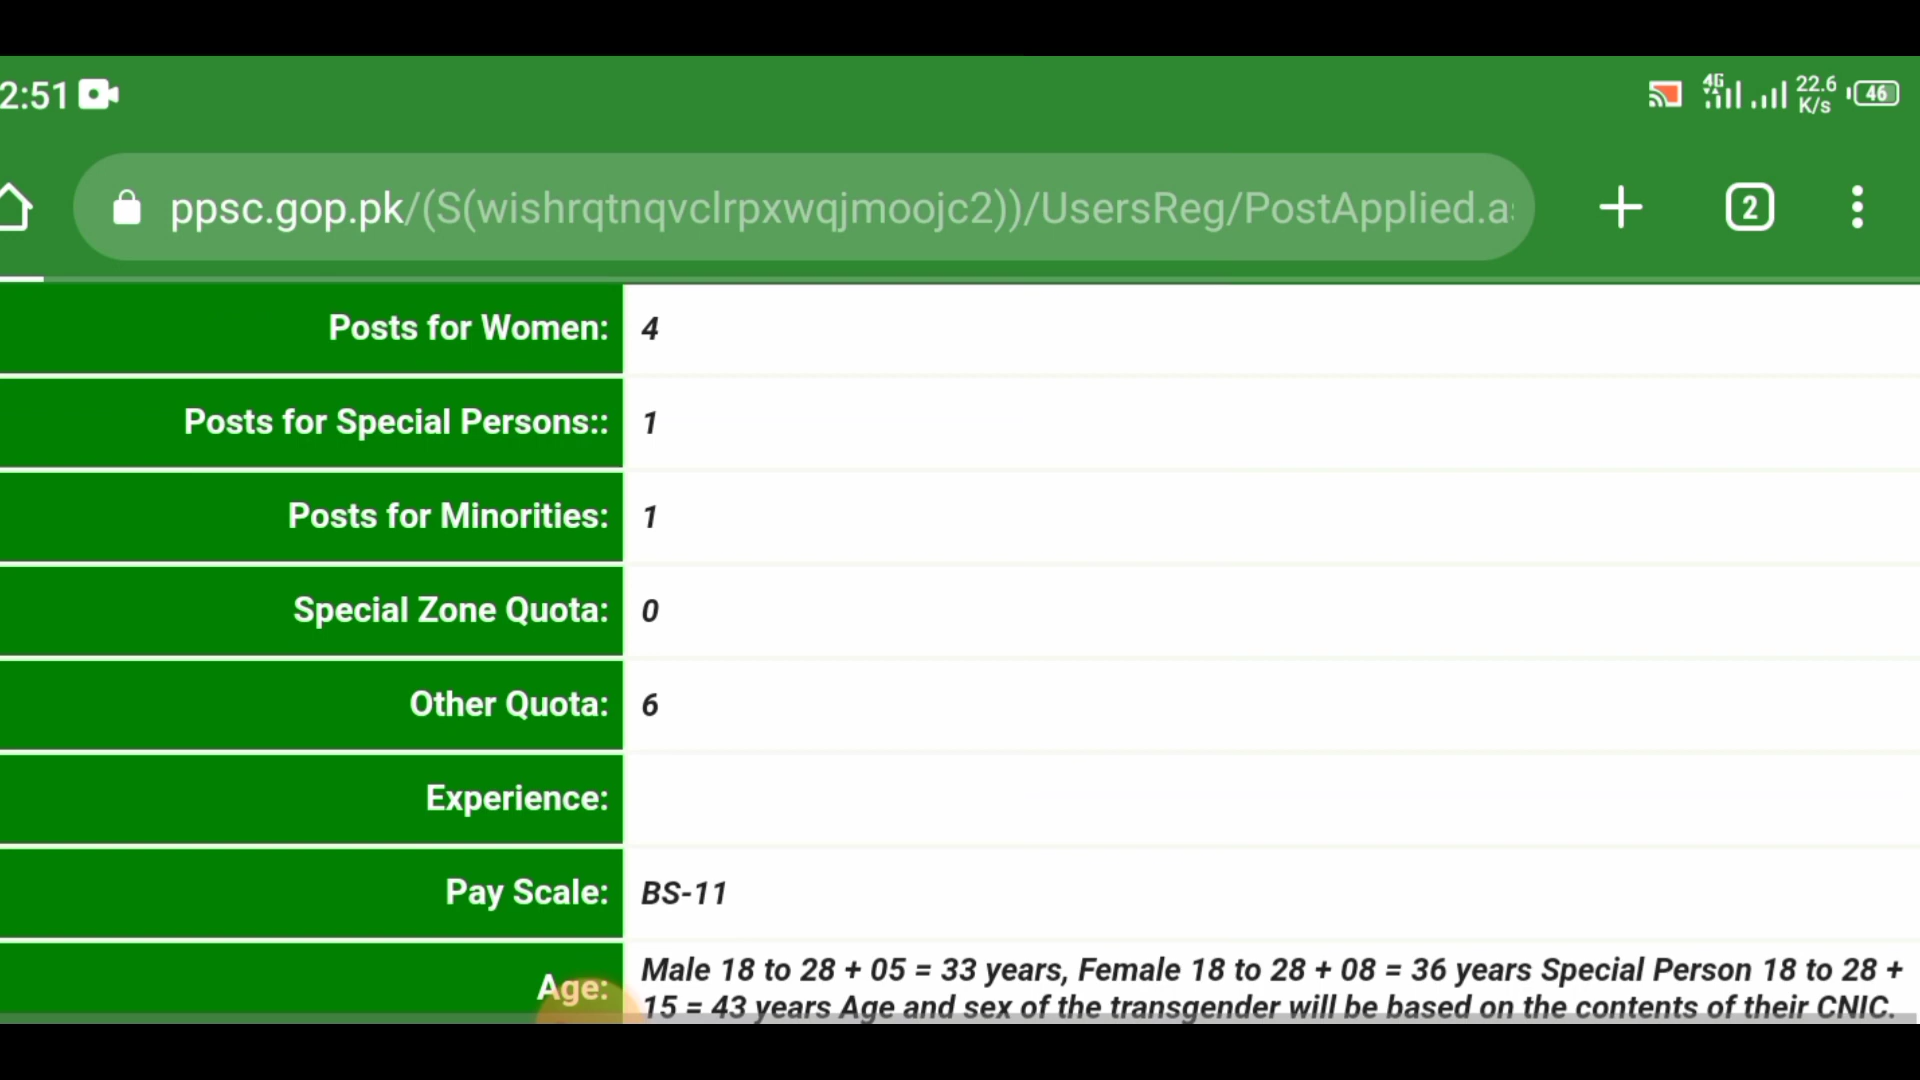 2:51
4G
22.6
K/s
46
ppsc.gop.pk/(S(wishrqtnqvclrpxwqjmoojc2))/UsersReg/PostApplied.a
2
Posts for Women: 4
Posts for Special Persons:: 1
Posts for Minorities: 1
Special Zone Quota: 0
Other Quota: 6
Experience:
Pay Scale: BS-11
Age: Male 18 to 28 + 05 = 33 years, Female 18 to 28 + 08 = 36 years Special Person 18 to 28 +
15 = 43 years Age and sex of the transgender will be based on the contents of their CNIC.